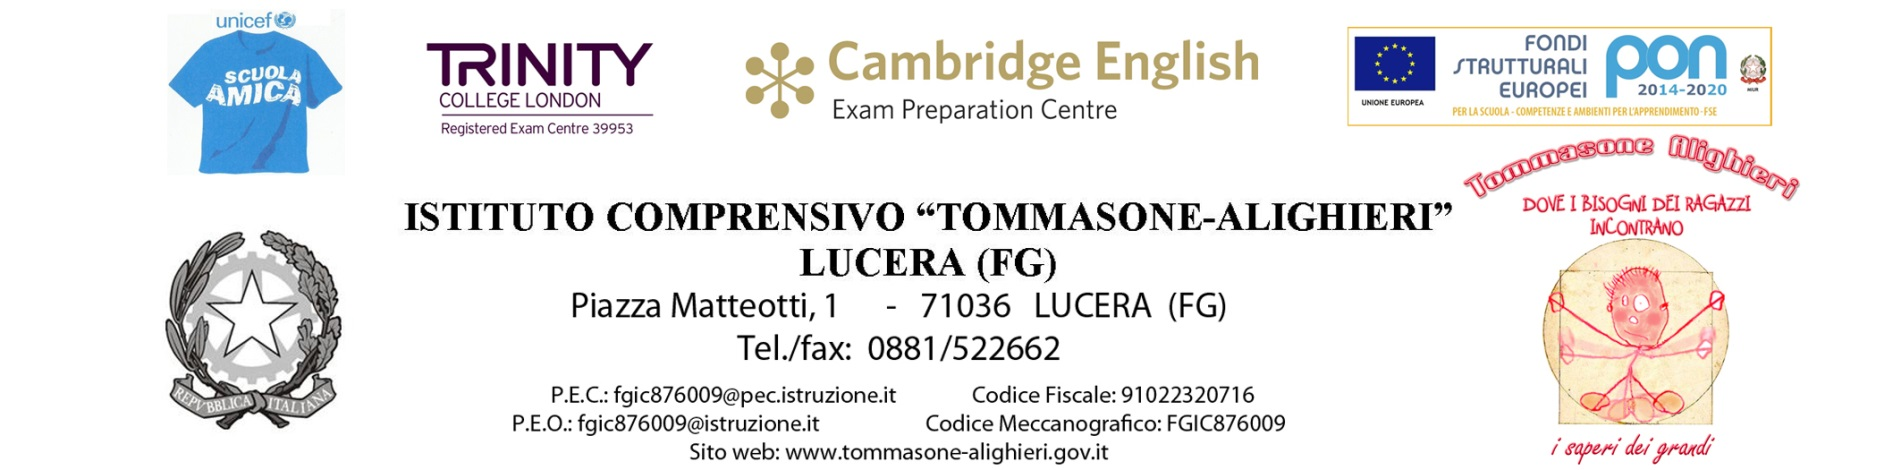 unicef
SCUOLA
AMICA
TRINITY
COLLEGE LONDON
Registered Exam Centre 39953
Cambridge English
Exam Preparation Centre
UNIONE EUROPEA
FONDI
STRUTTURALI
EUROPEI
pon
2014-2020
MIUR
PER LA SCUOLA - COMPETENZE E AMBIENTI PER L'APPRENDIMENTO-FSE
Tommasone Alighieri
DOVE I BISOGNI DEI RAGAZZI
INCONTRANO
i saperi dei grandi
REPVBBLICA ITALIANA
ISTITUTO COMPRENSIVO “TOMMASONE-ALIGHIERI”
LUCERA (FG)
Piazza Matteotti, 1 - 71036 LUCERA (FG)
Tel./fax: 0881/522662
P.E.C.: fgic876009@pec.istruzione.it Codice Fiscale: 91022320716
P.E.O.: fgic876009@istruzione.it Codice Meccanografico: FGIC876009
Sito web: www.tommasone-alighieri.gov.it